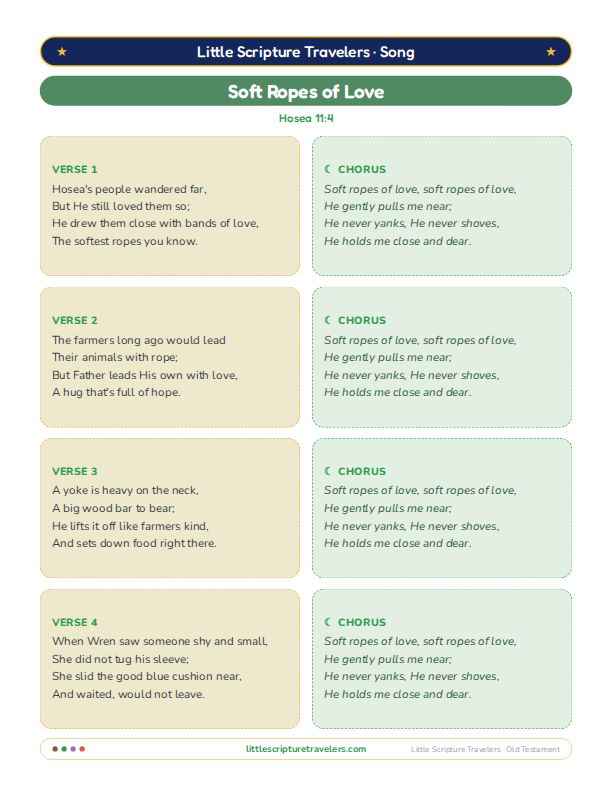 ★ Little Scripture Travelers · Song ★
Soft Ropes of Love
Hosea 11:4
VERSE 1
Hosea's people wandered far,
But He still loved them so;
He drew them close with bands of love,
The softest ropes you know.
☾ CHORUS
Soft ropes of love, soft ropes of love,
He gently pulls me near;
He never yanks, He never shoves,
He holds me close and dear.
VERSE 2
The farmers long ago would lead
Their animals with rope;
But Father leads His own with love,
A hug that's full of hope.
☾ CHORUS
Soft ropes of love, soft ropes of love,
He gently pulls me near;
He never yanks, He never shoves,
He holds me close and dear.
VERSE 3
A yoke is heavy on the neck,
A big wood bar to bear;
He lifts it off like farmers kind,
And sets down food right there.
☾ CHORUS
Soft ropes of love, soft ropes of love,
He gently pulls me near;
He never yanks, He never shoves,
He holds me close and dear.
VERSE 4
When Wren saw someone shy and small,
She did not tug his sleeve;
She slid the good blue cushion near,
And waited, would not leave.
☾ CHORUS
Soft ropes of love, soft ropes of love,
He gently pulls me near;
He never yanks, He never shoves,
He holds me close and dear.
littlescripturetravelers.com
Little Scripture Travelers · Old Testament